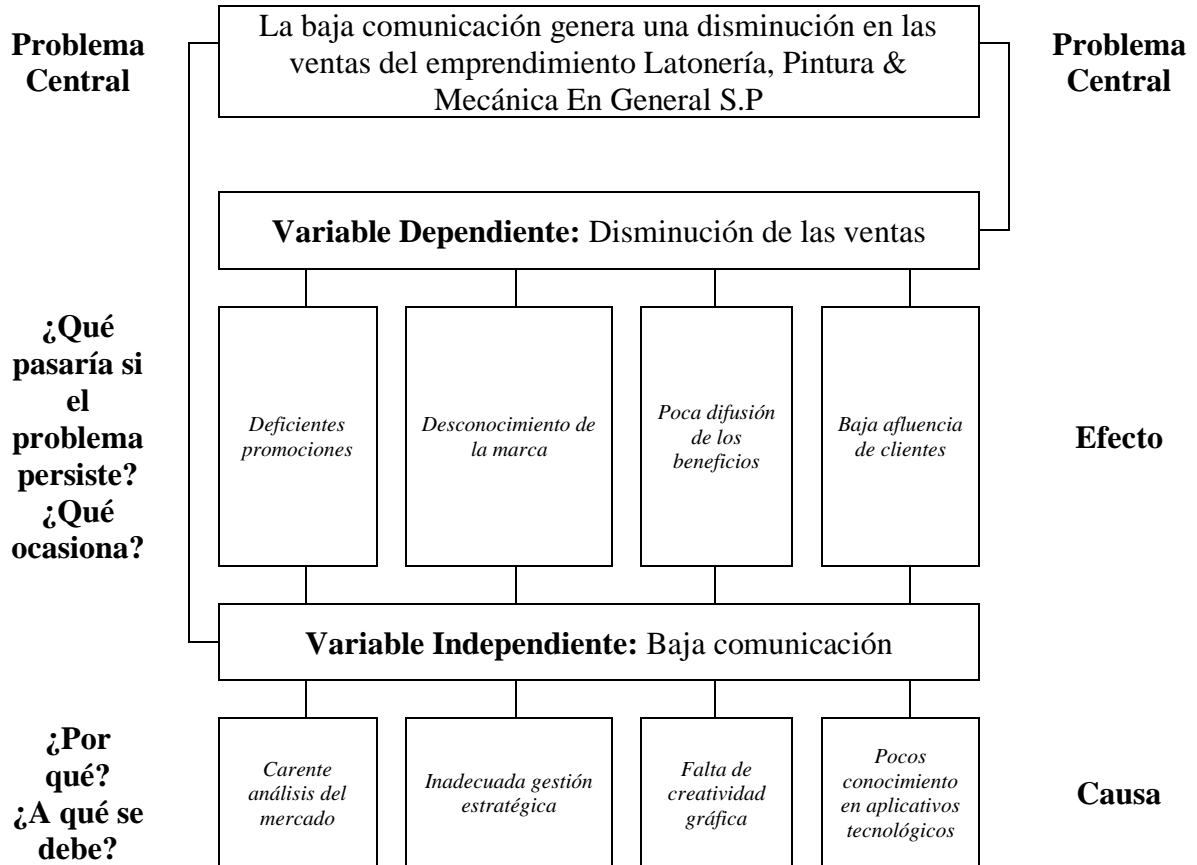 Problema
Central
La baja comunicación genera una disminución en las
ventas del emprendimiento Latonería, Pintura &
Mecánica En General S.P
Problema
Central
Variable Dependiente: Disminución de las ventas
¿Qué
pasaría si
el
problema
persiste?
¿Qué
ocasiona?
Deficientes
promociones
Desconocimiento de
la marca
Poca difusión
de los
beneficios
Baja afluencia
de clientes
Efecto
Variable Independiente: Baja comunicación
¿Por
qué?
¿A qué se
debe?
Carente
análisis del
mercado
Inadecuada gestión
estratégica
Falta de
creatividad
gráfica
Pocos
conocimiento
en aplicativos
tecnológicos
Causa